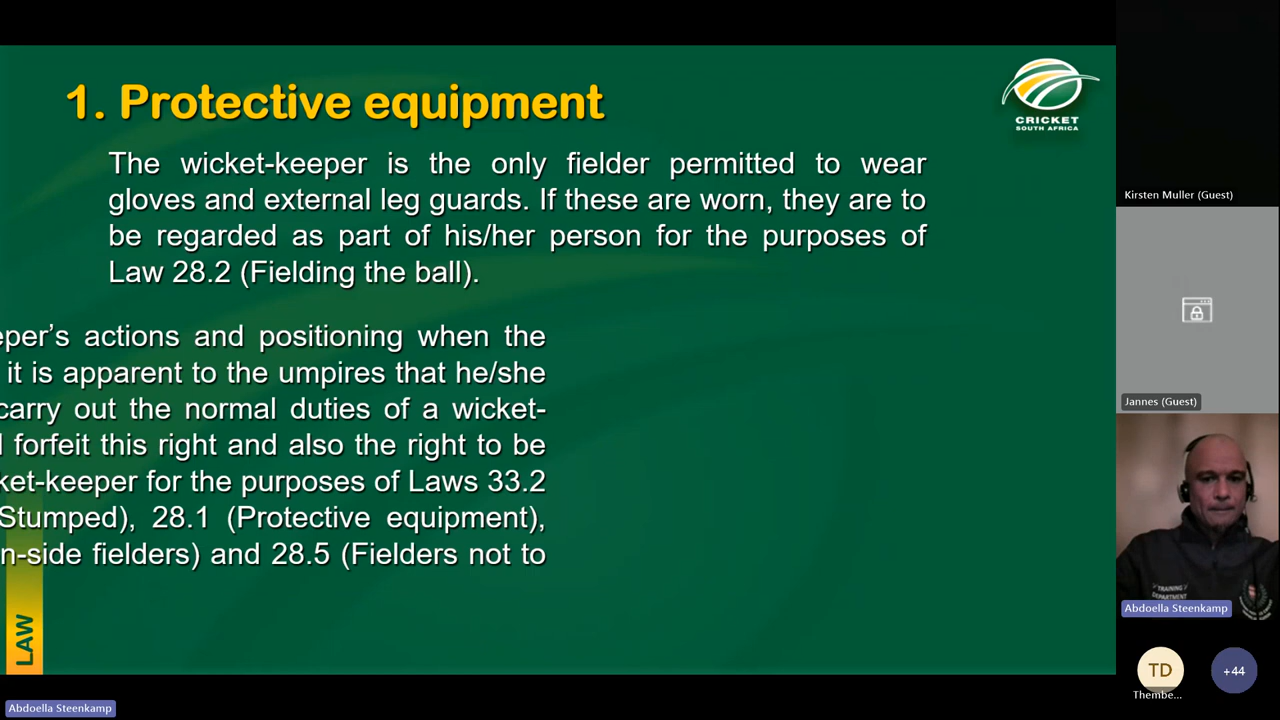 1. Protective equipment
CRICKET
SOUTH AFRICA
The wicket-keeper is the only fielder permitted to wear
gloves and external leg guards. If these are worn, they are to
be regarded as part of his/her person for the purposes of
Law 28.2 (Fielding the ball).
eper's actions and positioning when the
it is apparent to the umpires that he/she
carry out the normal duties of a wicket-
forfeit this right and also the right to be
ket-keeper for the purposes of Laws 33.2
Stumped), 28.1 (Protective equipment),
n-side fielders) and 28.5 (Fielders not to
LAW
Abdoella Steenkamp
Kirsten Muller (Guest)
Jannes (Guest)
TRAINING
DEPARTMENT
Abdoella Steenkamp
TD
Thembe...
+44